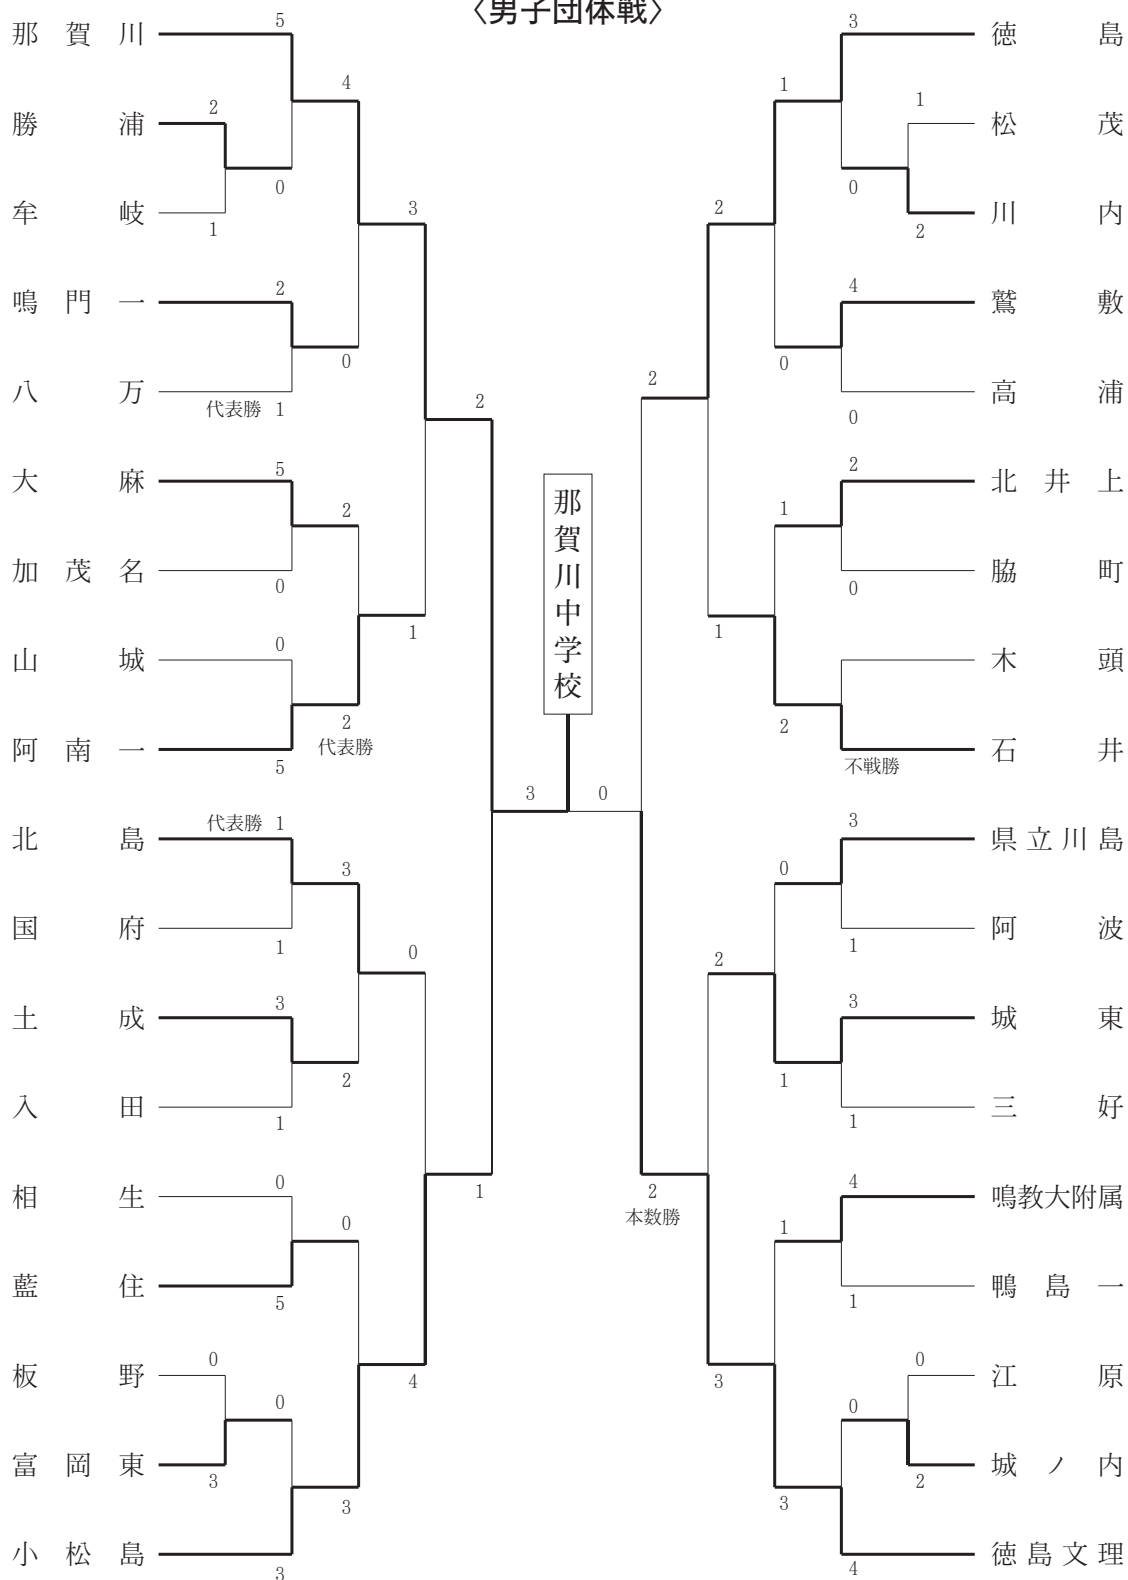 〈男子団体戦〉
那賀川
5
4
勝浦
2
0
牟岐
1
3
鳴門一
2
0
八万
代表勝 1
2
大麻
5
2
加茂名
0
1
山城
0
2
代表勝
阿南一
5
3
北島
代表勝 1
3
国府
1
0
土成
3
2
入田
1
1
相生
0
0
藍住
5
4
板野
0
0
富岡東
3
3
小松島
3
那賀川中学校
徳島
3
1
松茂
1
0
川内
2
2
鷲敷
4
0
高浦
0
2
北井上
2
1
脇町
0
1
木頭
2
石井
不戦勝
0
県立川島
3
0
阿波
1
2
城東
3
1
三好
1
2
本数勝
鳴教大附属
4
1
鴨島一
1
3
江原
0
0
城ノ内
2
3
徳島文理
4